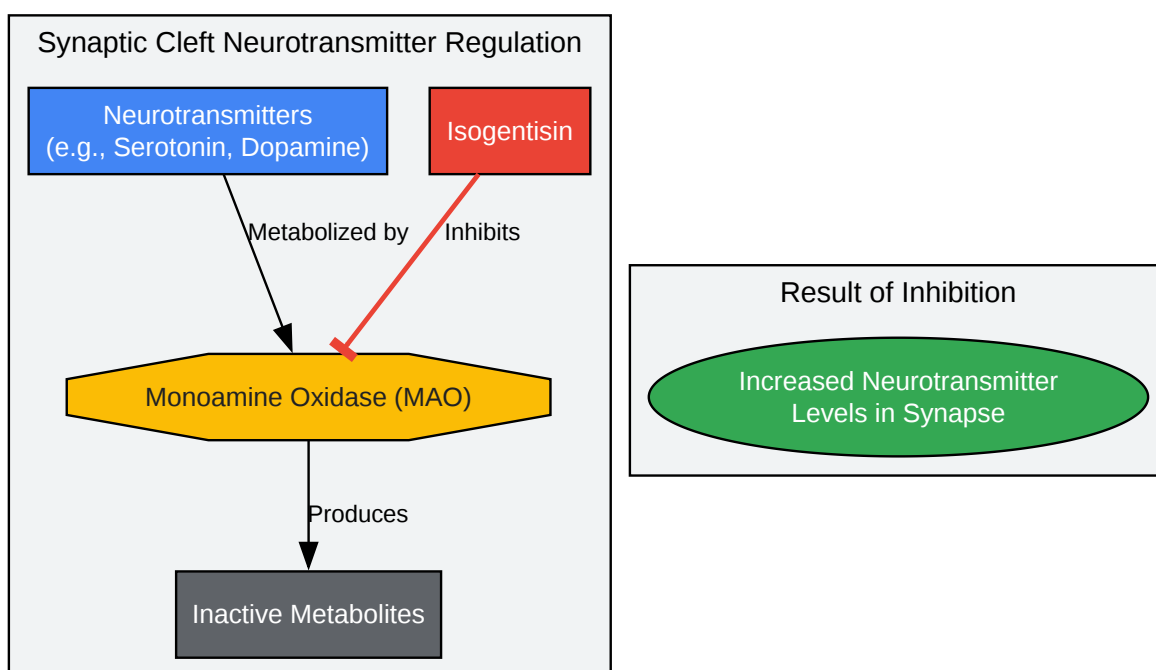 Synaptic Cleft Neurotransmitter Regulation
Neurotransmitters
(e.g., Serotonin, Dopamine)
Isogentisin
Metabolized by
Inhibits
Monoamine Oxidase (MAO)
Produces
Inactive Metabolites
Result of Inhibition
Increased Neurotransmitter
Levels in Synapse